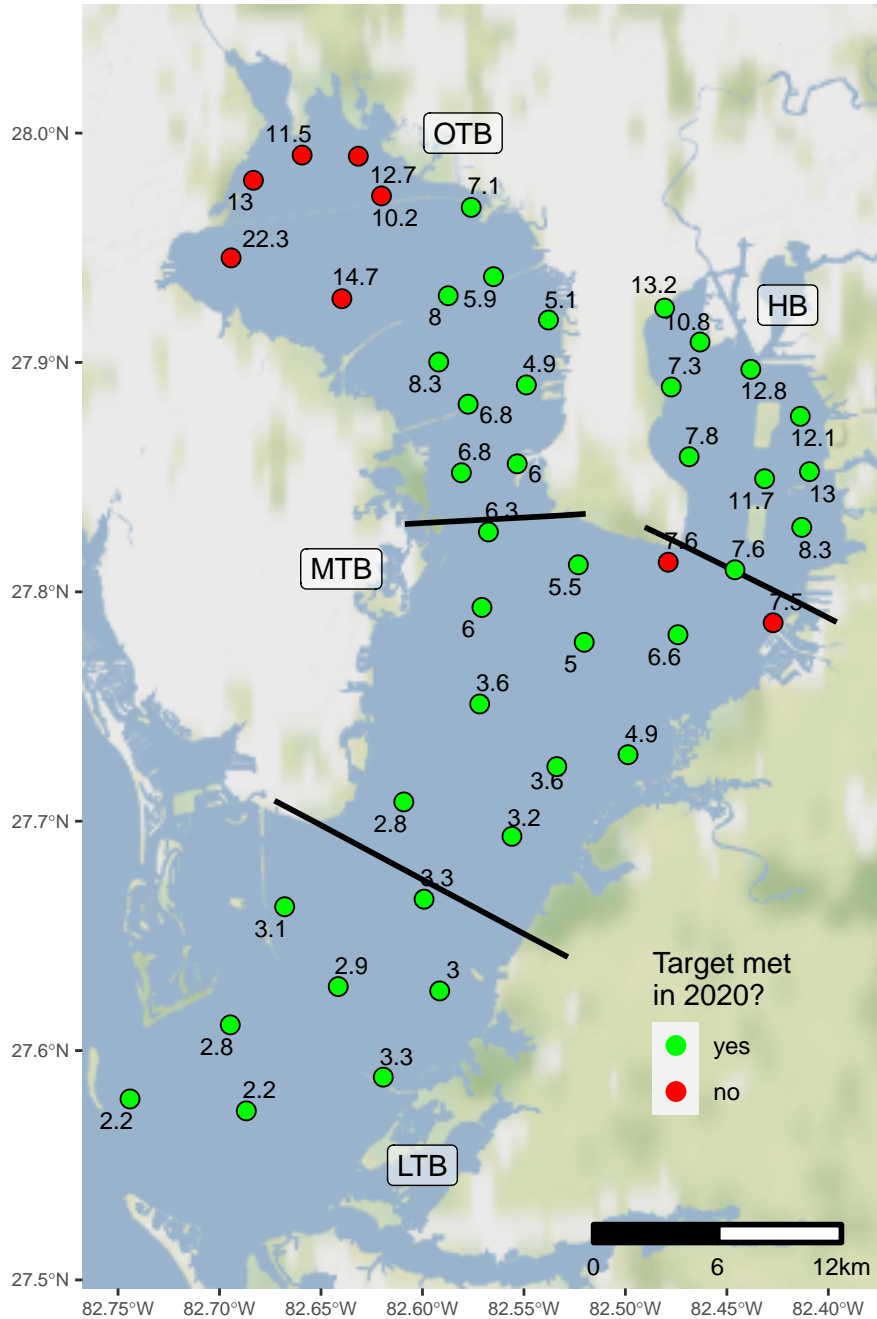 28.0°N
27.9°N
27.8°N
27.7°N
27.6°N
27.5°N
OTB
11.5
12.7
13
10.2
7.1
22.3
14.7
5.9
8
5.1
13.2
HB
10.8
8.3
4.9
7.3
12.8
6.8
12.1
6.8
7.8
6
11.7
13
6.3
8.3
MTB
7.6
7.6
5.5
7.5
6
5
6.6
3.6
4.9
3.6
2.8
3.2
3.3
3.1
2.9
3
2.8
3.3
2.2
2.2
LTB
Target met
in 2020?
yes
no
0 6 12km
82.75°W 82.70°W 82.65°W 82.60°W 82.55°W 82.50°W 82.45°W 82.40°W